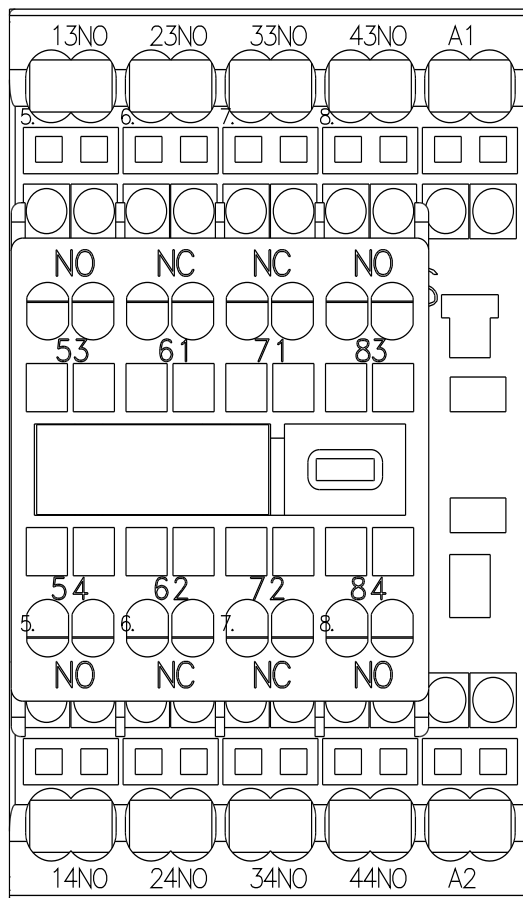 13NO 23NO 33NO 43NO A1
5. 6. 7. 8.
NO NC NC NO
53 61 71 83
54 62 72 84
5. 6. 7. 8.
NO NC NC NO
14NO 24NO 34NO 44NO A2